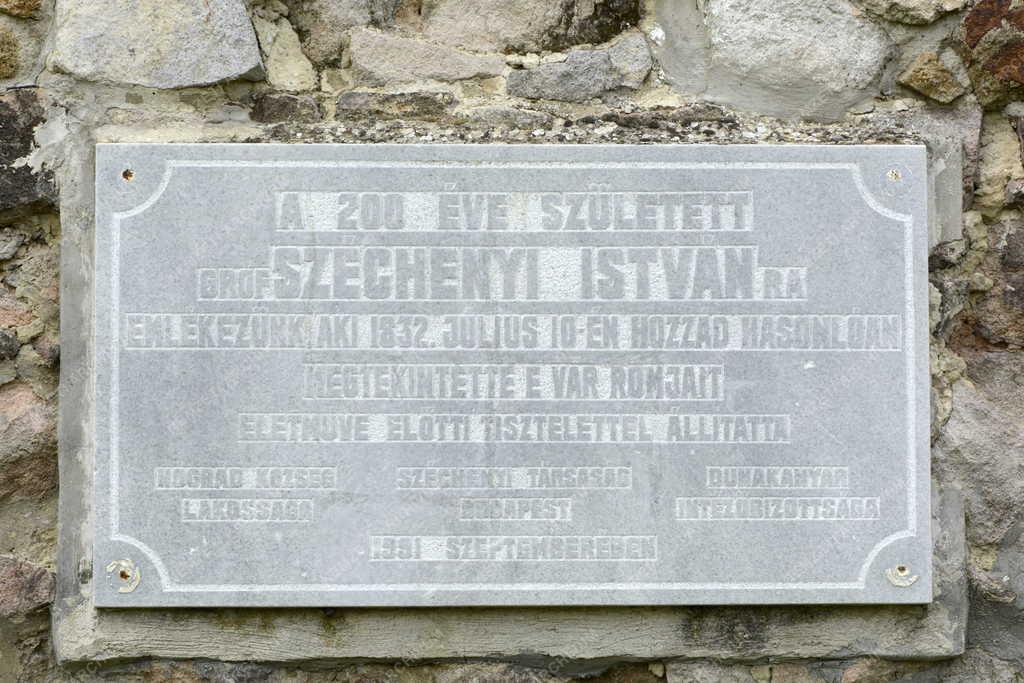 A 200 ÉVE SZÜLETETT
GRÓF SZÉCHENYI ISTVÁN RA
EMLÉKEZÜNK, AKI 1832. JÚLIUS 10-ÉN HOZZÁD HASONLÓAN
MEGTEKINTETTE E VÁR ROMJAIT
ÉLETMŰVE ELŐTTI TISZTELETTEL ÁLLÍTATTA
NÓGRÁD KÖZSÉG SZÉCHENYI TÁRSASÁG DUNAKANYAR
LAKOSSÁGA BUDAPEST INTÉZŐBIZOTTSÁGA
1991 SZEPTEMBERÉBEN